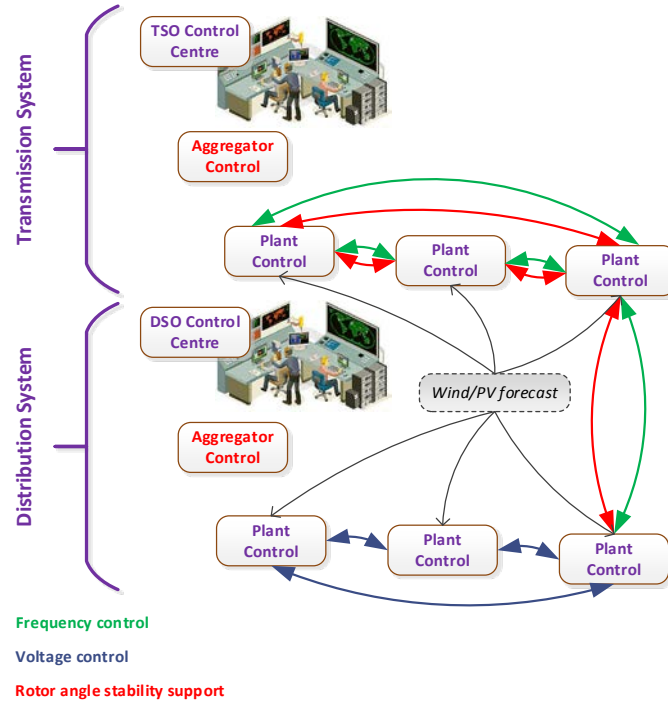 Transmission System
TSO Control
Centre
Aggregator
Control
Plant
Control
Plant
Control
Plant
Control
Distribution System
DSO Control
Centre
Wind/PV forecast
Aggregator
Control
Plant
Control
Plant
Control
Plant
Control
Frequency control
Voltage control
Rotor angle stability support